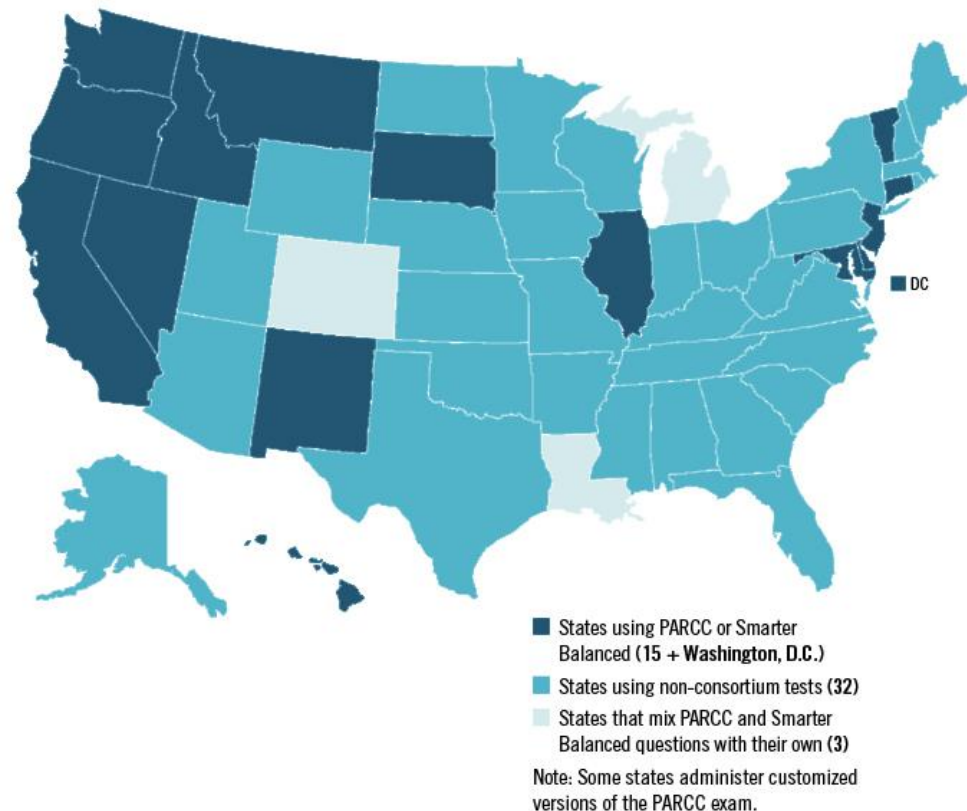 DC
States using PARCC or Smarter
Balanced (15 + Washington, D.C.)
States using non-consortium tests (32)
States that mix PARCC and Smarter
Balanced questions with their own (3)
Note: Some states administer customized
versions of the PARCC exam.